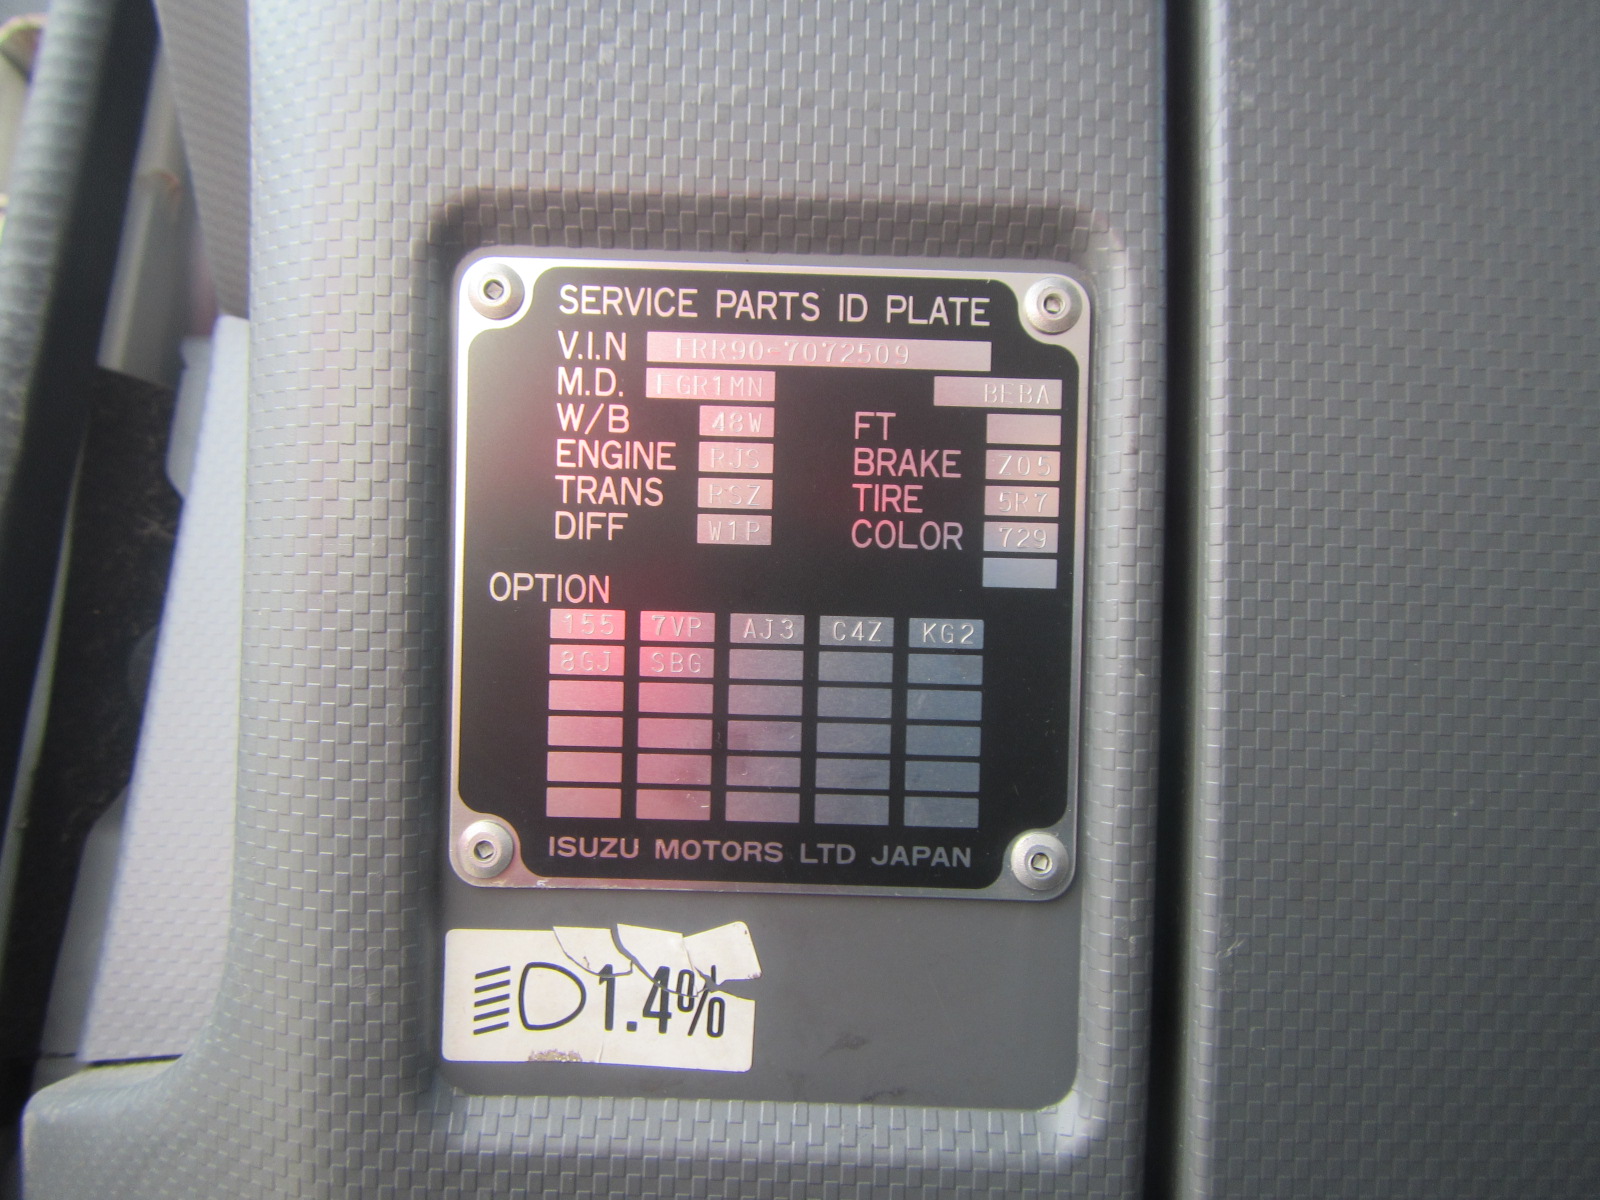 SERVICE PARTS ID PLATE
V.I.N FRR90-7072509
M.D. FGR1MN BEBA
W/B 48W FT
ENGINE RJS BRAKE Z05
TRANS RSZ TIRE 5R7
DIFF W1P COLOR 729
OPTION
155 7VP AJ3 C4Z KG2
8GJ SBG
ISUZU MOTORS LTD JAPAN
1.4%